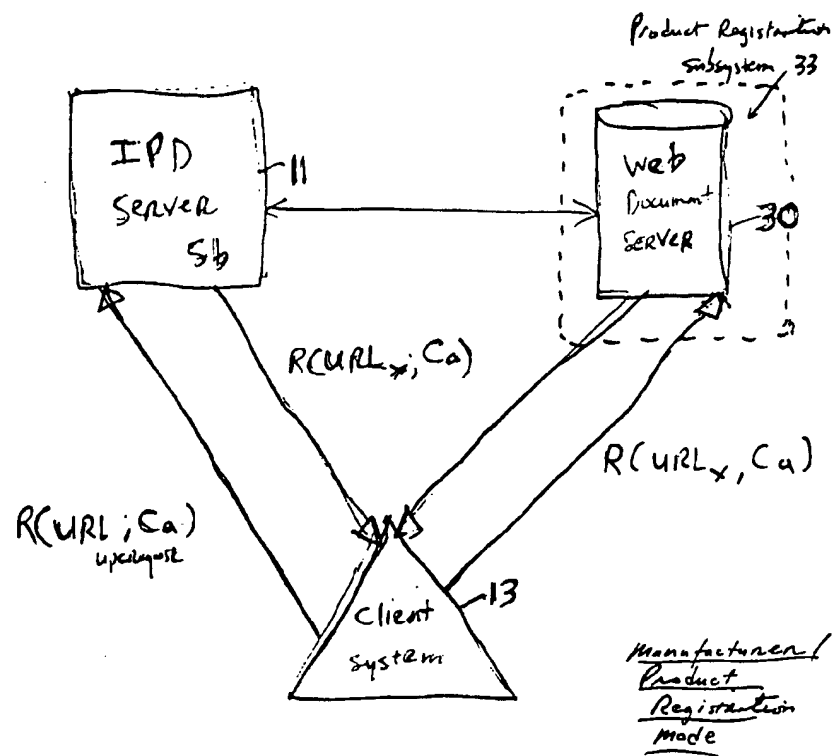 Product Registration
Subsystem 33
IPD
SERVER
5b
11
Web
Document
SERVER
30
R(URLx; Ca)
R(URLx, Ca)
R(URL; Ca)
Client
system
13
Manufacturer/
Product
Registration
mode